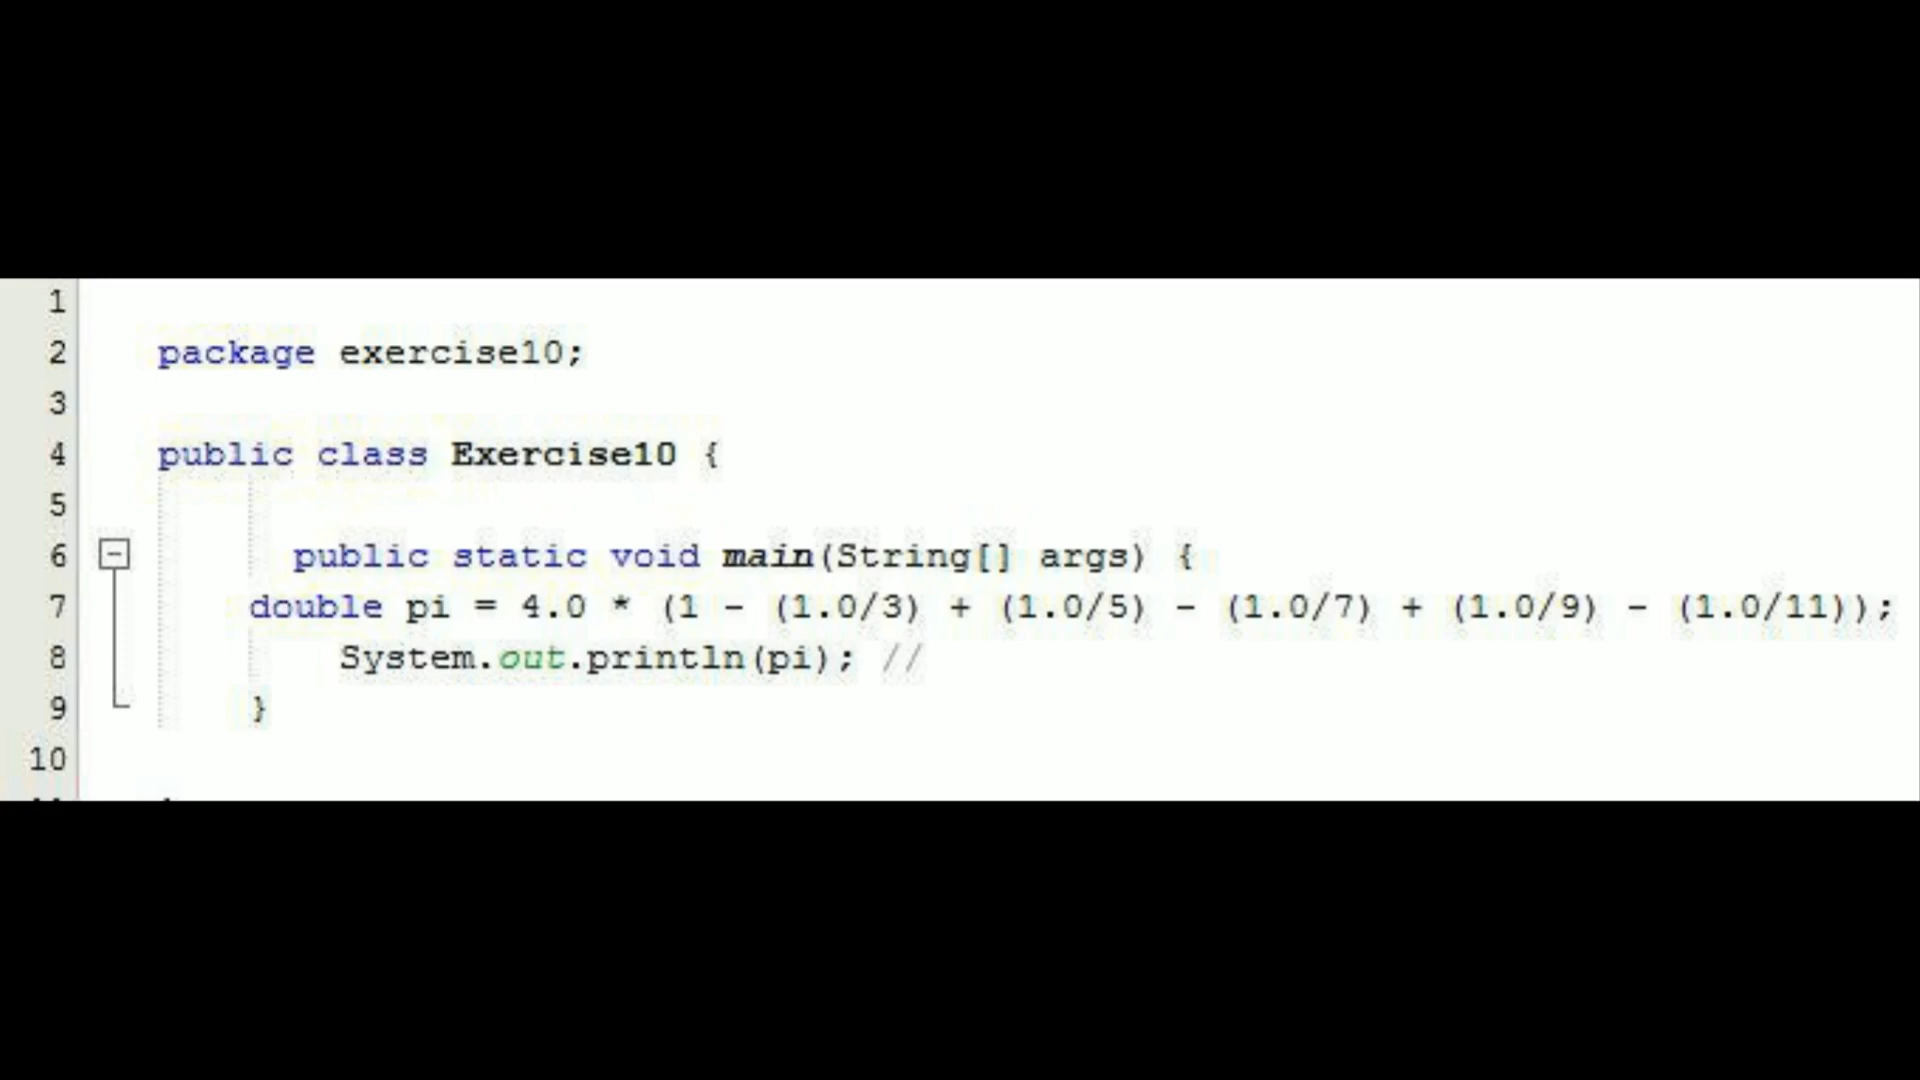 1
2 package exercise10;
3
4 public class Exercise10 {
5
6 public static void main(String[] args) {
7 double pi = 4.0 * (1 - (1.0/3) + (1.0/5) - (1.0/7) + (1.0/9) - (1.0/11));
8 System.out.println(pi); //
9 }
10